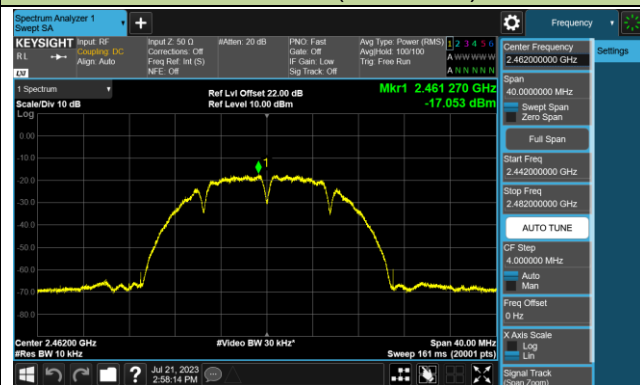 Spectrum Analyzer 1
Swept SA
Frequency
KEYSIGHT
RL
LXI
Input: RF
Coupling: DC
Align: Auto
Input Z: 50 Ω
Corrections: Off
Freq Ref: Int (S)
NFE: Off
#Atten: 20 dB
PNO: Fast
Gate: Off
IF Gain: Low
Sig Track: Off
Avg Type: Power (RMS)
Avg|Hold: 100/100
Trig: Free Run
1 2 3 4 5 6
A W W W W W
A N N N N N
1 Spectrum
Scale/Div 10 dB
Log
Ref Lvl Offset 22.00 dB
Ref Level 10.00 dBm
Mkr1 2.461 270 GHz
-17.053 dBm
1
0.00
-10.0
-20.0
-30.0
-40.0
-50.0
-60.0
-70.0
-80.0
Center 2.46200 GHz
#Res BW 10 kHz
#Video BW 30 kHz*
Span 40.00 MHz
Sweep 161 ms (20001 pts)
Jul 21, 2023
2:58:14 PM
Center Frequency
2.462000000 GHz
Settings
Span
40.0000000 MHz
Swept Span
Zero Span
Full Span
Start Freq
2.442000000 GHz
Stop Freq
2.482000000 GHz
AUTO TUNE
CF Step
4.000000 MHz
Auto
Man
Freq Offset
0 Hz
X Axis Scale
Log
Lin
Signal Track
(Span Zoom)